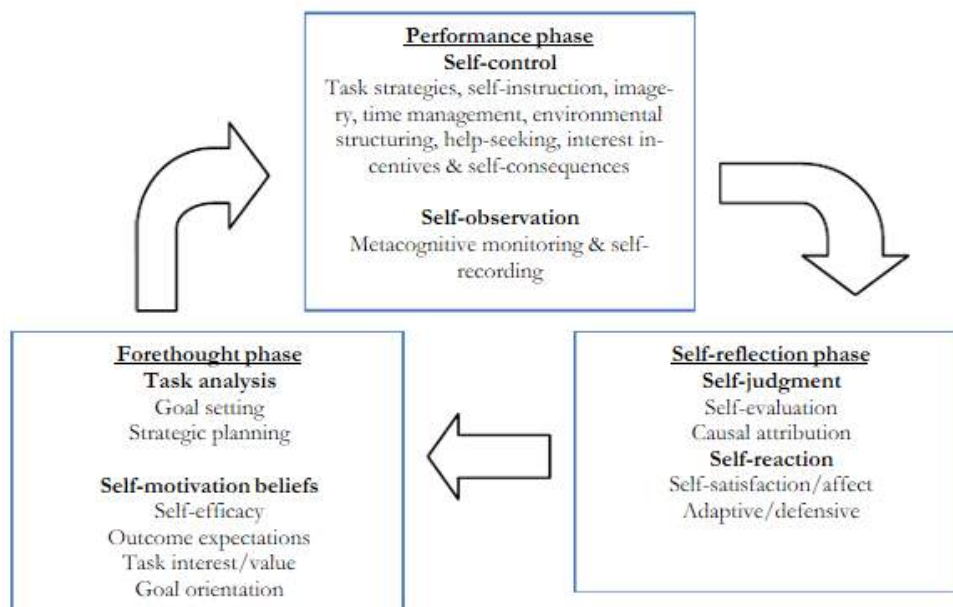 Performance phase
Self-control
Task strategies, self-instruction, image-
ry, time management, environmental
structuring, help-seeking, interest in-
centives & self-consequences
Self-observation
Metacognitive monitoring & self-
recording
Forethought phase
Task analysis
Goal setting
Strategic planning
Self-motivation beliefs
Self-efficacy
Outcome expectations
Task interest/value
Goal orientation
Self-reflection phase
Self-judgment
Self-evaluation
Causal attribution
Self-reaction
Self-satisfaction/affect
Adaptive/defensive